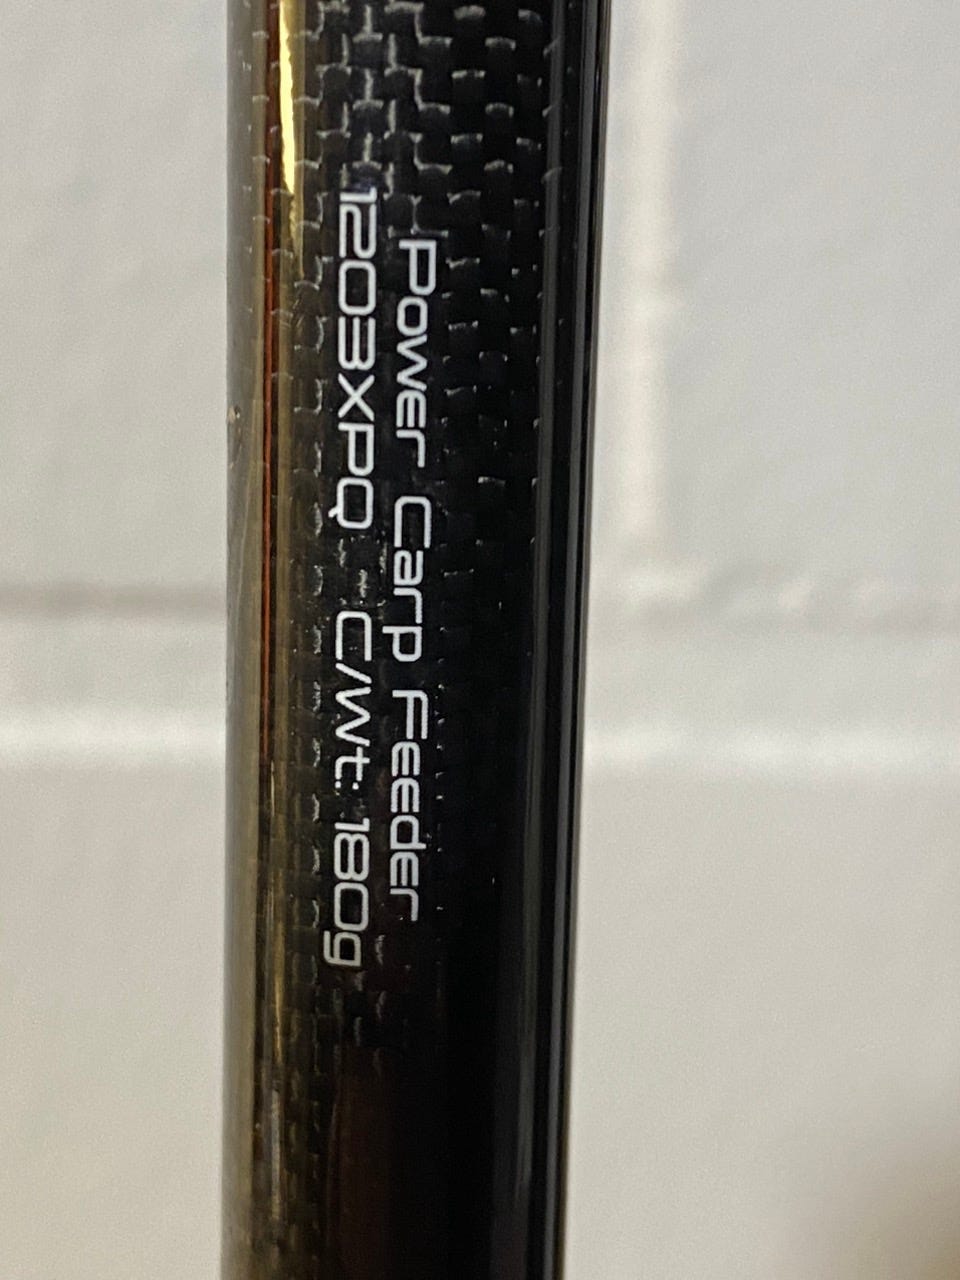 Power Carp Feeder
1203XPQ C/Wt: 180g